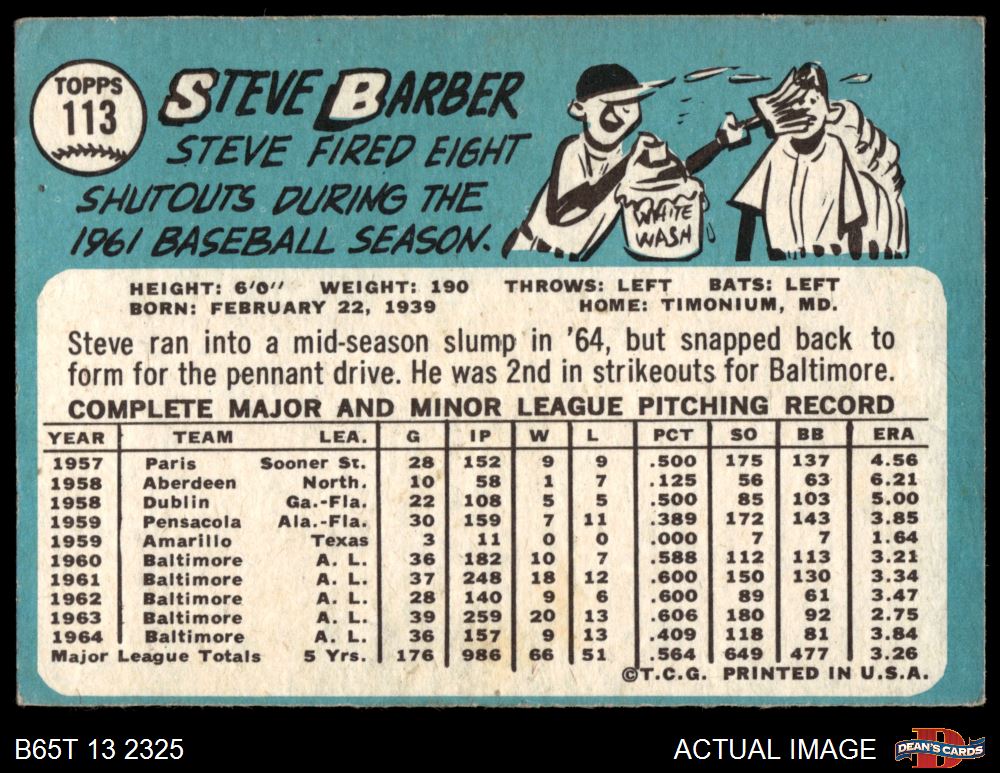 TOPPS
113
STEVE BARBER
STEVE FIRED EIGHT
SHUTOUTS DURING THE
1961 BASEBALL SEASON.
WHITE
WASH
HEIGHT: 6'0" WEIGHT: 190 THROWS: LEFT BATS: LEFT
BORN: FEBRUARY 22, 1939 HOME: TIMONIUM, MD.
Steve ran into a mid-season slump in '64, but snapped back to
form for the pennant drive. He was 2nd in strikeouts for Baltimore.
COMPLETE MAJOR AND MINOR LEAGUE PITCHING RECORD
YEAR TEAM LEA. G IP W L PCT SO BB ERA
1957 Paris Sooner St. 28 152 9 9 .500 175 137 4.56
1958 Aberdeen North. 10 58 1 7 .125 56 63 6.21
1958 Dublin Ga.-Fla. 22 108 5 5 .500 85 103 5.00
1959 Pensacola Ala.-Fla. 30 159 7 11 .389 172 143 3.85
1959 Amarillo Texas 3 11 0 0 .000 7 7 1.64
1960 Baltimore A. L. 36 182 10 7 .588 112 113 3.21
1961 Baltimore A. L. 37 248 18 12 .600 150 130 3.34
1962 Baltimore A. L. 28 140 9 6 .600 89 61 3.47
1963 Baltimore A. L. 39 259 20 13 .606 180 92 2.75
1964 Baltimore A. L. 36 157 9 13 .409 118 81 3.84
Major League Totals 5 Yrs. 176 986 66 51 .564 649 477 3.26
©T.C.G. PRINTED IN U.S.A.
B65T 13 2325
ACTUAL IMAGE
D
DEAN'S CARDS